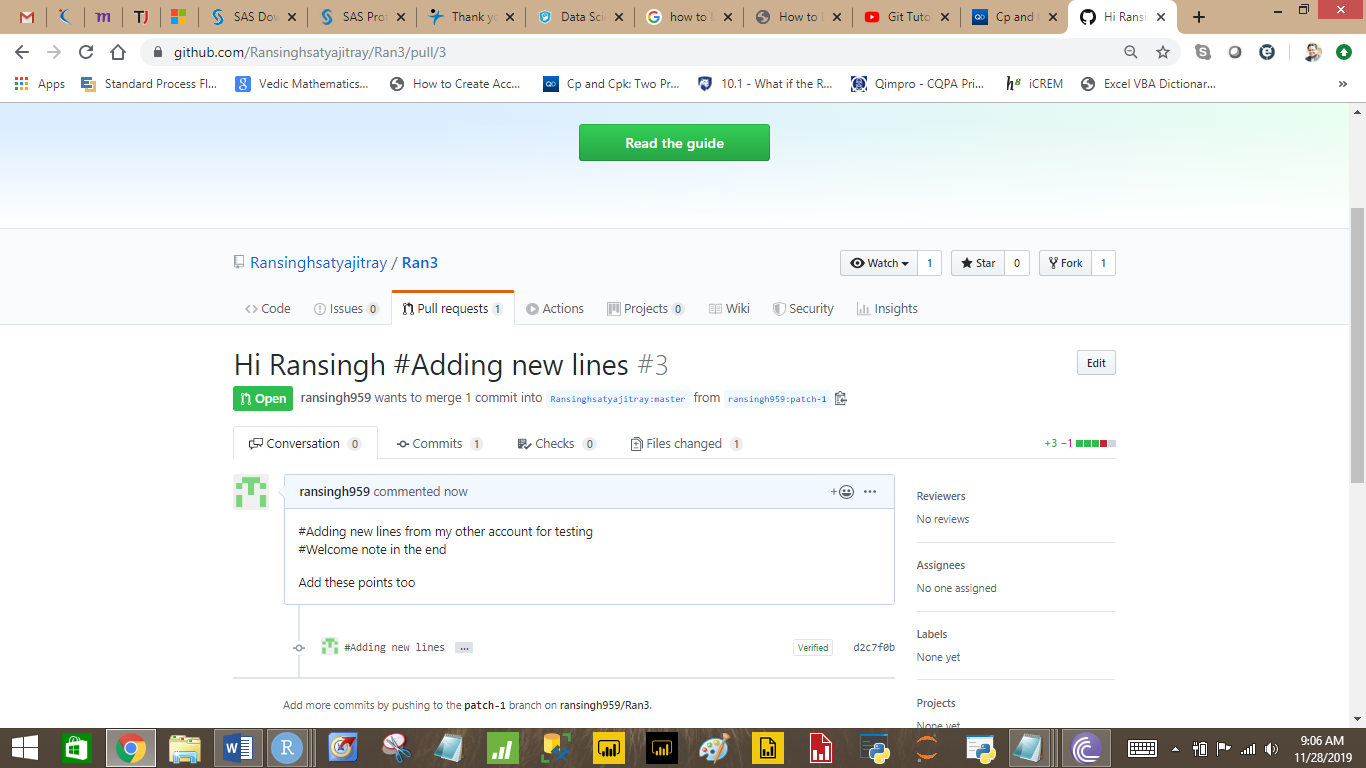 SAS Dov
SAS Prof
Thank yo
Data Scie
how to k
How to
Git Tuto
Cp and
Hi Ransi
github.com/Ransinghsatyajitray/Ran3/pull/3
Apps
Standard Process Fl...
Vedic Mathematics...
How to Create Acc...
Cp and Cpk: Two Pr...
10.1 - What if the R...
Qimpro - CQPA Pri...
iCREM
Excel VBA Dictionar...
»
Read the guide
Ransinghsatyajitray / Ran3
Watch 1
Star 0
Fork 1
Code
Issues 0
Pull requests 1
Actions
Projects 0
Wiki
Security
Insights
Hi Ransingh #Adding new lines #3
Edit
Open
ransingh959 wants to merge 1 commit into Ransinghsatyajitray:master from ransingh959:patch-1
Conversation 0
Commits 1
Checks 0
Files changed 1
+3 −1
ransingh959 commented now
#Adding new lines from my other account for testing
#Welcome note in the end
Add these points too
#Adding new lines ...
Verified
d2c7f0b
Add more commits by pushing to the patch-1 branch on ransingh959/Ran3.
Reviewers
No reviews
Assignees
No one assigned
Labels
None yet
Projects
None yet
9:06 AM
11/28/2019